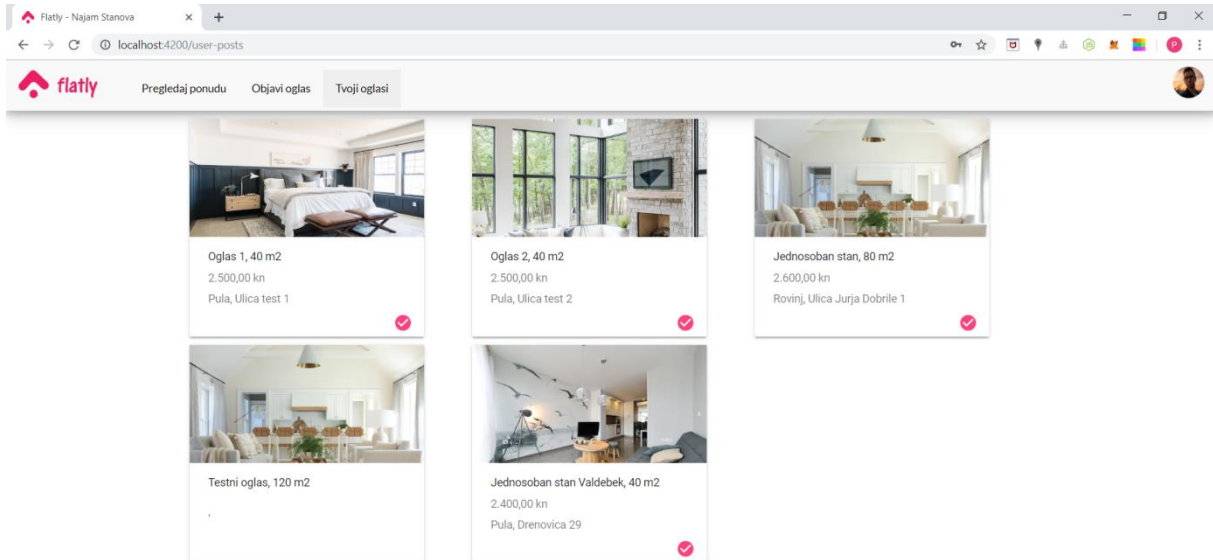 Flatly - Najam Stanova
localhost:4200/user-posts
P
flatly
Pregledaj ponudu
Objavi oglas
Tvoji oglasi
Oglas 1, 40 m2
2.500,00 kn
Pula, Ulica test 1
Oglas 2, 40 m2
2.500,00 kn
Pula, Ulica test 2
Jednosoban stan, 80 m2
2.600,00 kn
Rovinj, Ulica Jurja Dobrile 1
Testni oglas, 120 m2
,
Jednosoban stan Valdebek, 40 m2
2.400,00 kn
Pula, Drenovica 29